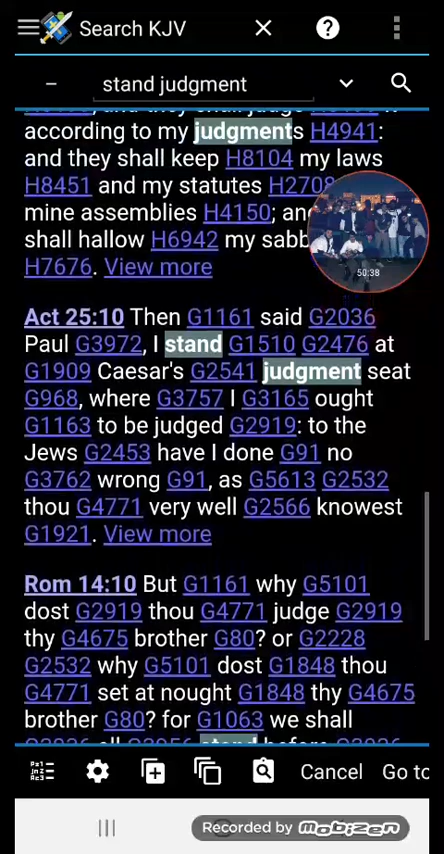 Search KJV
stand judgment
according to my judgments H4941:
and they shall keep H8104 my laws
H8451 and my statutes H2708
mine assemblies H4150; and
shall hallow H6942 my sabb
H7676. View more
Act 25:10 Then G1161 said G2036
Paul G3972, I stand G1510 G2476 at
G1909 Caesar's G2541 judgment seat
G968, where G3757 I G3165 ought
G1163 to be judged G2919: to the
Jews G2453 have I done G91 no
G3762 wrong G91, as G5613 G2532
thou G4771 very well G2566 knowest
G1921. View more
Rom 14:10 But G1161 why G5101
dost G2919 thou G4771 judge G2919
thy G4675 brother G80? or G2228
G2532 why G5101 dost G1848 thou
G4771 set at nought G1848 thy G4675
brother G80? for G1063 we shall
50:38
Cancel Go to
Recorded by Mobizen